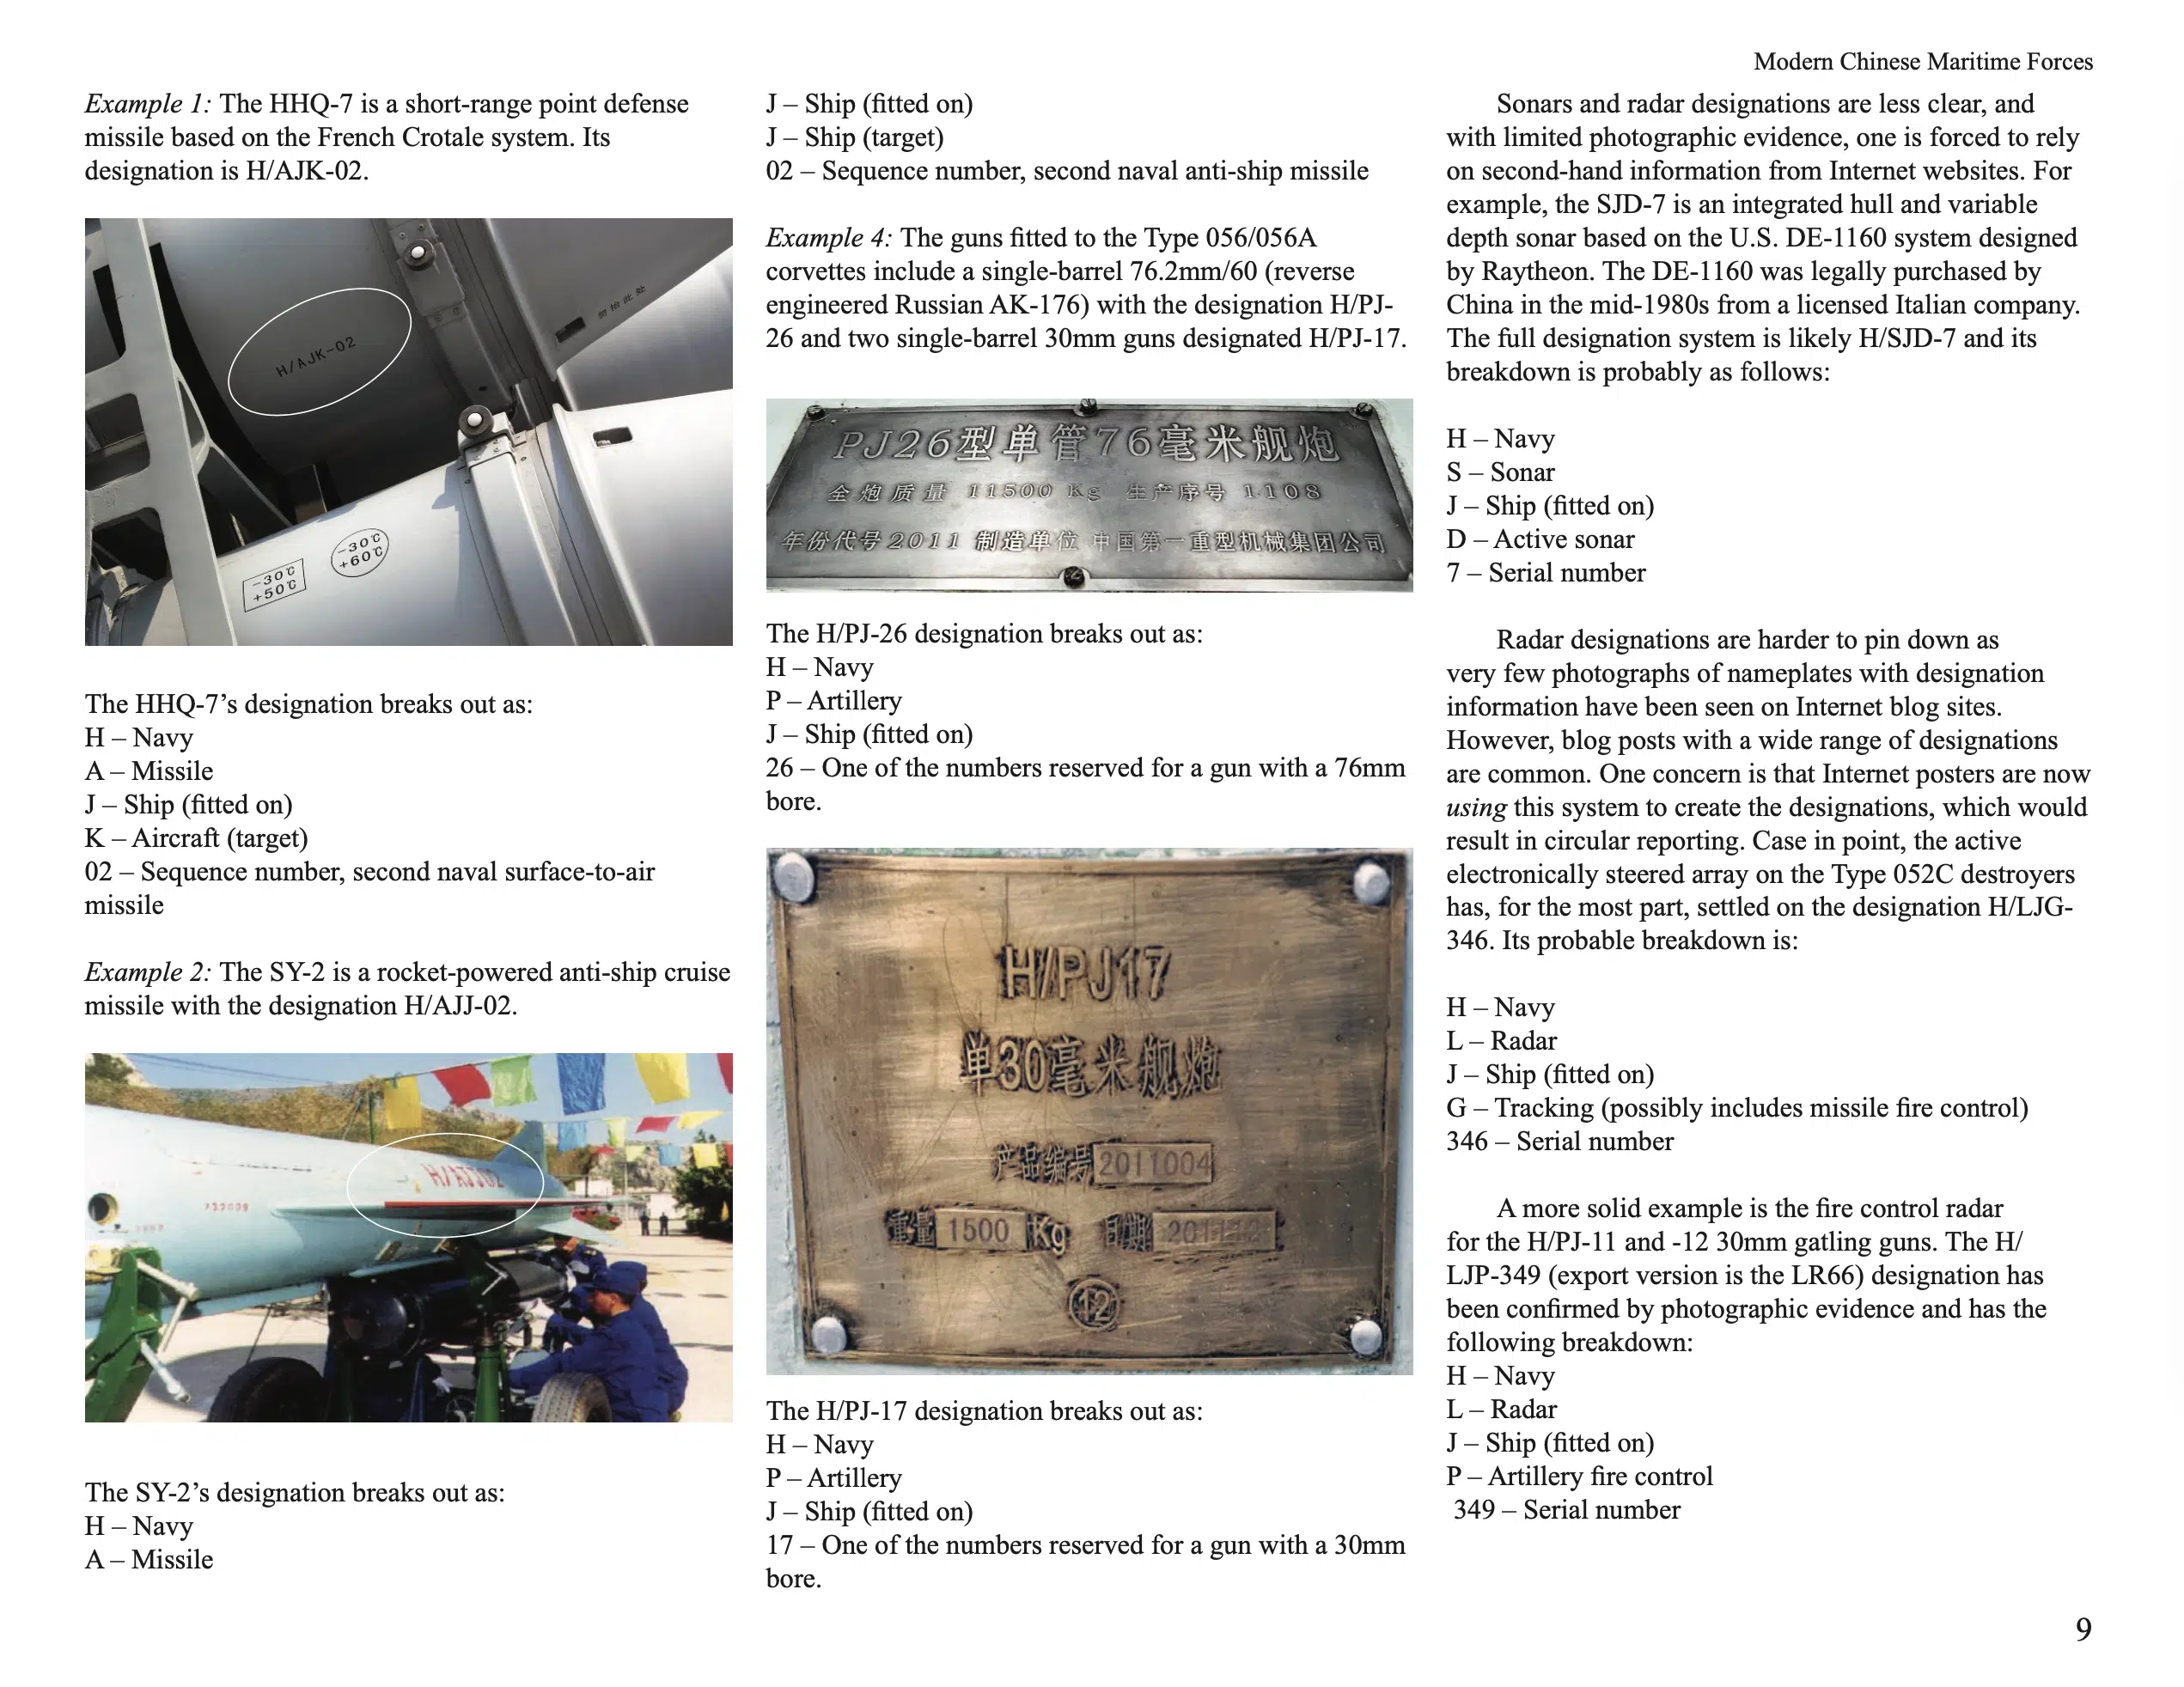 Modern Chinese Maritime Forces
Example 1: The HHQ-7 is a short-range point defense
missile based on the French Crotale system. Its
designation is H/AJK-02.
H/AJK-02
-30℃
+60℃
-30℃
+50℃
The HHQ-7’s designation breaks out as:
H – Navy
A – Missile
J – Ship (fitted on)
K – Aircraft (target)
02 – Sequence number, second naval surface-to-air
missile
Example 2: The SY-2 is a rocket-powered anti-ship cruise
missile with the designation H/AJJ-02.
H/AJJ02
The SY-2’s designation breaks out as:
H – Navy
A – Missile
J – Ship (fitted on)
J – Ship (target)
02 – Sequence number, second naval anti-ship missile
Example 4: The guns fitted to the Type 056/056A
corvettes include a single-barrel 76.2mm/60 (reverse
engineered Russian AK-176) with the designation H/PJ-
26 and two single-barrel 30mm guns designated H/PJ-17.
PJ26型单管76毫米舰炮
全炮质量 11500 Kg 生产序号 1108
年份代号2011 制造单位 中国第一重型机械集团公司
The H/PJ-26 designation breaks out as:
H – Navy
P – Artillery
J – Ship (fitted on)
26 – One of the numbers reserved for a gun with a 76mm
bore.
H/PJ17
单30毫米舰炮
产品编号 2011004
重量 1500 Kg 日期
12
The H/PJ-17 designation breaks out as:
H – Navy
P – Artillery
J – Ship (fitted on)
17 – One of the numbers reserved for a gun with a 30mm
bore.
Sonars and radar designations are less clear, and
with limited photographic evidence, one is forced to rely
on second-hand information from Internet websites. For
example, the SJD-7 is an integrated hull and variable
depth sonar based on the U.S. DE-1160 system designed
by Raytheon. The DE-1160 was legally purchased by
China in the mid-1980s from a licensed Italian company.
The full designation system is likely H/SJD-7 and its
breakdown is probably as follows:
H – Navy
S – Sonar
J – Ship (fitted on)
D – Active sonar
7 – Serial number
Radar designations are harder to pin down as
very few photographs of nameplates with designation
information have been seen on Internet blog sites.
However, blog posts with a wide range of designations
are common. One concern is that Internet posters are now
using this system to create the designations, which would
result in circular reporting. Case in point, the active
electronically steered array on the Type 052C destroyers
has, for the most part, settled on the designation H/LJG-
346. Its probable breakdown is:
H – Navy
L – Radar
J – Ship (fitted on)
G – Tracking (possibly includes missile fire control)
346 – Serial number
A more solid example is the fire control radar
for the H/PJ-11 and -12 30mm gatling guns. The H/
LJP-349 (export version is the LR66) designation has
been confirmed by photographic evidence and has the
following breakdown:
H – Navy
L – Radar
J – Ship (fitted on)
P – Artillery fire control
349 – Serial number
9